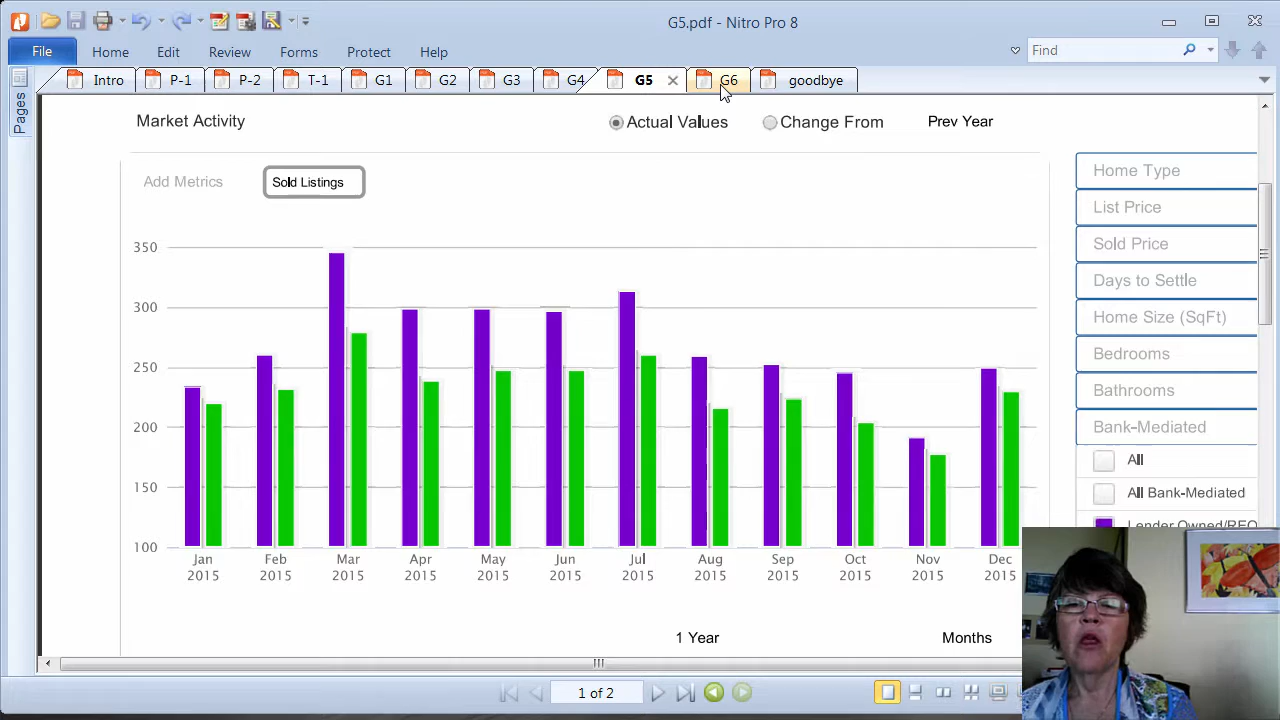 G5.pdf - Nitro Pro 8
File Home Edit Review Forms Protect Help Find
Intro P-1 P-2 T-1 G1 G2 G3 G4 G5 G6 goodbye
Pages
Market Activity Actual Values Change From Prev Year
Add Metrics Sold Listings
Home Type
List Price
Sold Price
Days to Settle
Home Size (SqFt)
Bedrooms
Bathrooms
Bank-Mediated
All
All Bank-Mediated
Lender Owned/REO
350
300
250
200
150
100
Jan Feb Mar Apr May Jun Jul Aug Sep Oct Nov Dec
2015 2015 2015 2015 2015 2015 2015 2015 2015 2015 2015 2015
1 Year Months
1 of 2